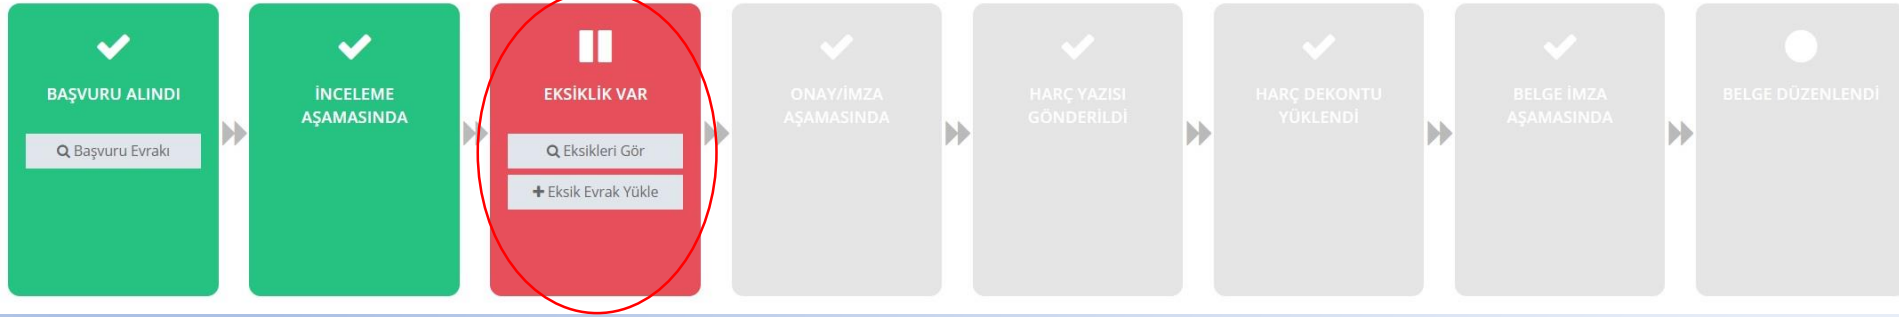 BAŞVURU ALINDI
Başvuru Evrakı
İNCELEME
AŞAMASINDA
EKSİKLİK VAR
Eksikleri Gör
Eksik Evrak Yükle
ONAY/İMZA
AŞAMASINDA
HARÇ YAZISI
GÖNDERİLDİ
HARÇ DEKONTU
YÜKLENDİ
BELGE İMZA
AŞAMASINDA
BELGE DÜZENLENDİ